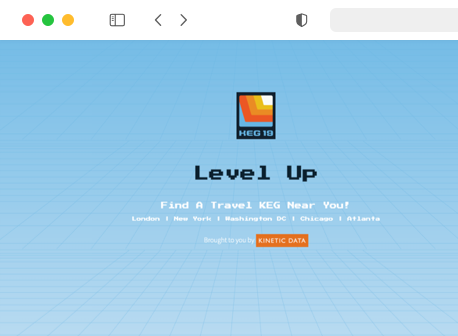 KEG 19
Level Up
Find A Travel KEG Near You!
London | New York | Washington DC | Chicago | Atlanta
Brought to you by KINETIC DATA